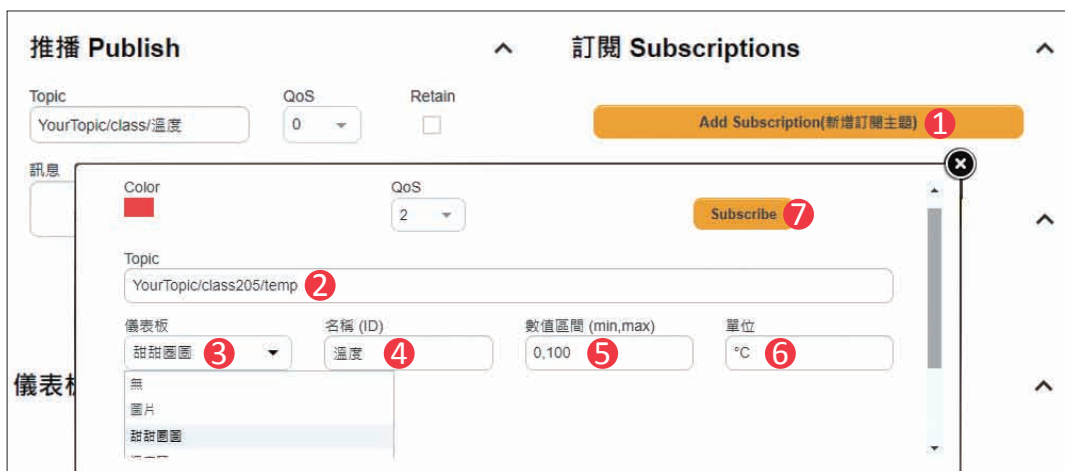 推播 Publish
訂閱 Subscriptions
Topic
QoS
Retain
YourTopic/class/溫度
0
Add Subscription(新增訂閱主題)
1
訊息
Color
QoS
2
Subscribe
7
Topic
YourTopic/class205/temp
2
儀表板
名稱 (ID)
數值區間 (min,max)
單位
甜甜圈圖
3
溫度
4
0,100
5
°C
6
儀表
無
圖片
甜甜圈圖